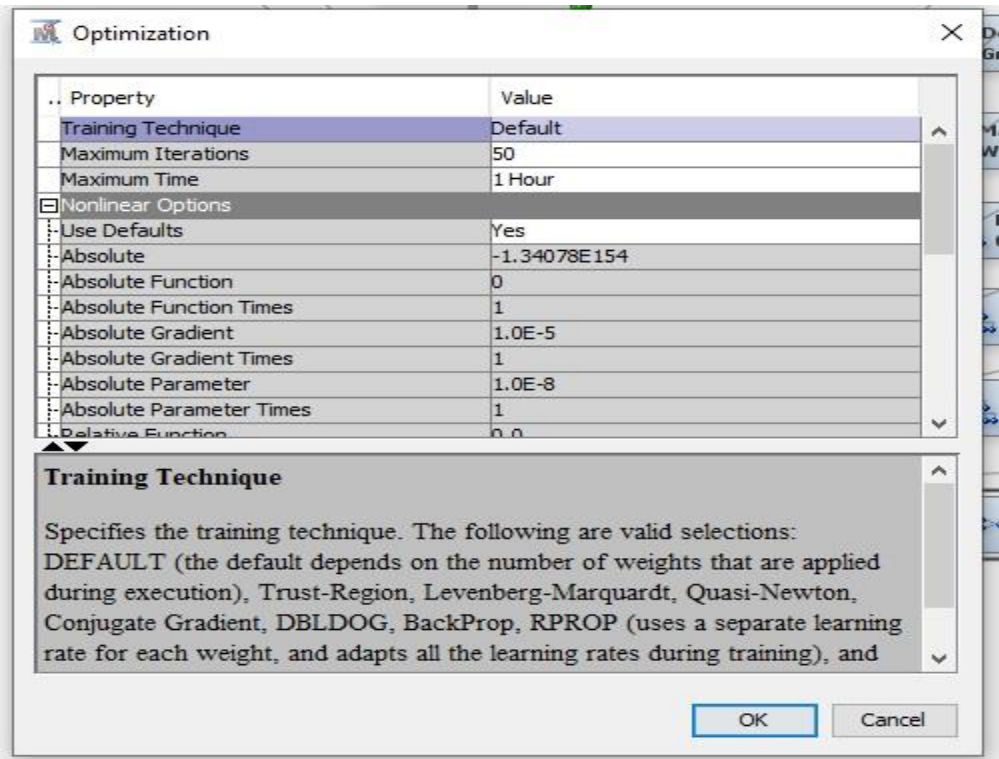 Optimization
.. Property Value
Training Technique Default
Maximum Iterations 50
Maximum Time 1 Hour
Nonlinear Options
Use Defaults Yes
Absolute -1.34078E154
Absolute Function 0
Absolute Function Times 1
Absolute Gradient 1.0E-5
Absolute Gradient Times 1
Absolute Parameter 1.0E-8
Absolute Parameter Times 1
Relative Function 0.0
Training Technique
Specifies the training technique. The following are valid selections:
DEFAULT (the default depends on the number of weights that are applied
during execution), Trust-Region, Levenberg-Marquardt, Quasi-Newton,
Conjugate Gradient, DBLDOG, BackProp, RPROP (uses a separate learning
rate for each weight, and adapts all the learning rates during training), and
OK Cancel